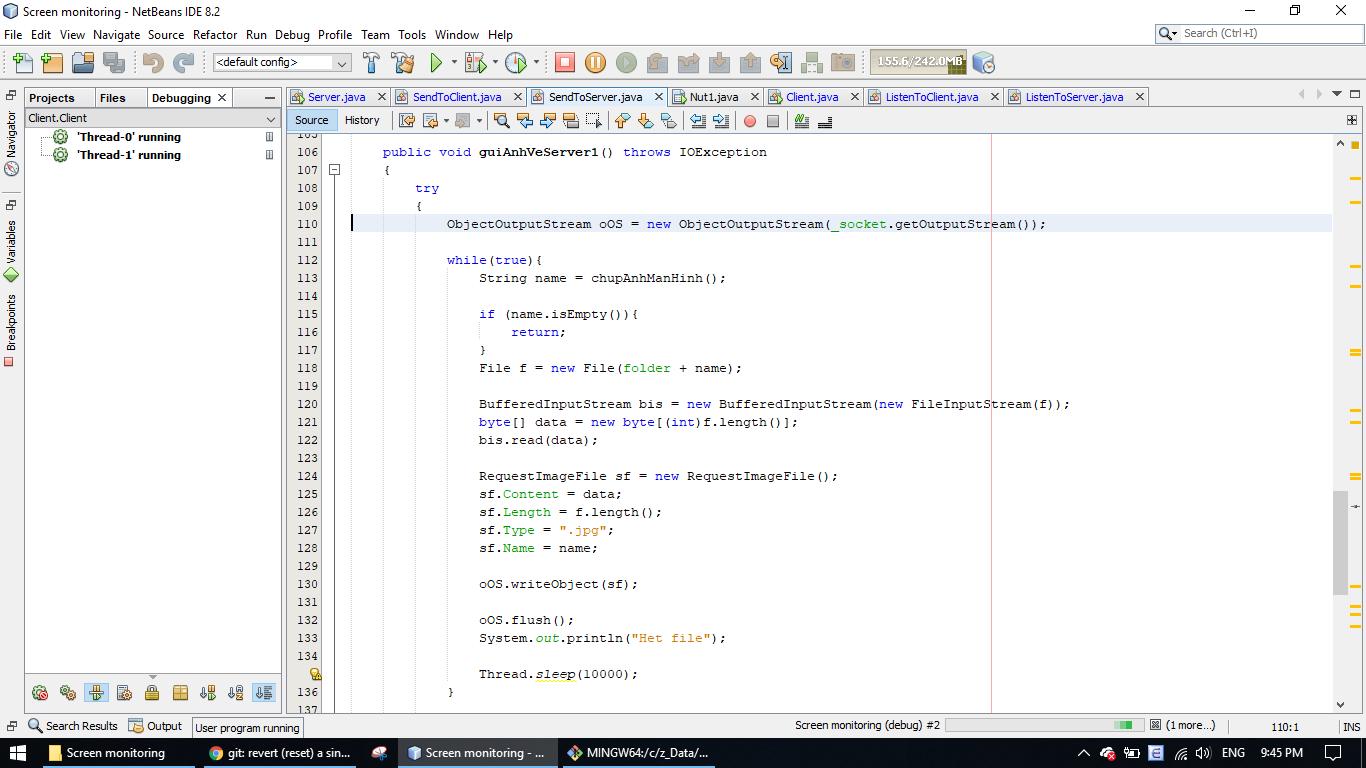 Screen monitoring - NetBeans IDE 8.2
File Edit View Navigate Source Refactor Run Debug Profile Team Tools Window Help
Search (Ctrl+I)
<default config>
155.6/242.0MB
Projects Files Debugging
Server.java SendToClient.java SendToServer.java Nut1.java Client.java ListenToClient.java ListenToServer.java
Client.Client
Source History
'Thread-0' running
'Thread-1' running
Navigator
Variables
Breakpoints
105
106 public void guiAnhVeServer1() throws IOException
107 {
108 try
109 {
110 ObjectOutputStream oOS = new ObjectOutputStream(_socket.getOutputStream());
111
112 while(true){
113 String name = chupAnhManHinh();
114
115 if (name.isEmpty()){
116 return;
117 }
118 File f = new File(folder + name);
119
120 BufferedInputStream bis = new BufferedInputStream(new FileInputStream(f));
121 byte[] data = new byte[(int)f.length()];
122 bis.read(data);
123
124 RequestImageFile sf = new RequestImageFile();
125 sf.Content = data;
126 sf.Length = f.length();
127 sf.Type = ".jpg";
128 sf.Name = name;
129
130 oOS.writeObject(sf);
131
132 oOS.flush();
133 System.out.println("Het file");
134
Thread.sleep(10000);
136 }
137
Search Results Output User program running
Screen monitoring (debug) #2 (1 more...) 110:1 INS
Screen monitoring
git: revert (reset) a sin...
Screen monitoring - ...
MINGW64:/c/z_Data/...
ENG 9:45 PM